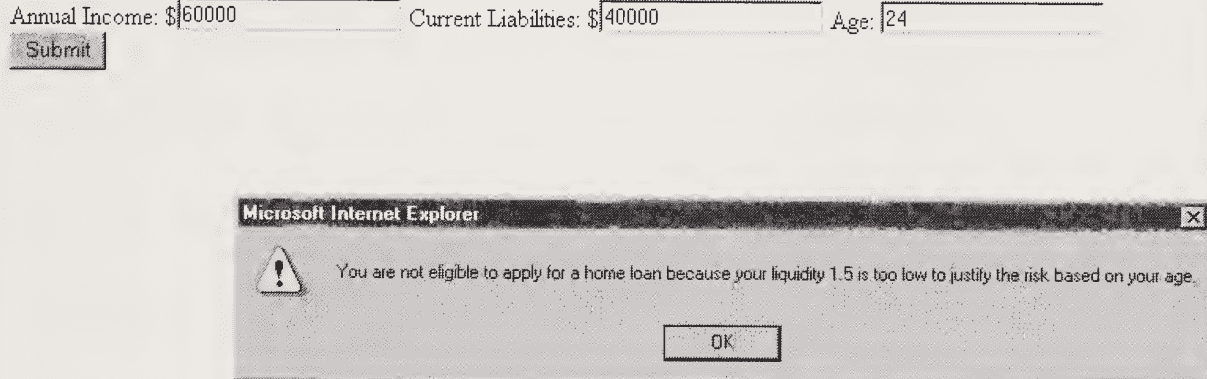 Annual Income: $60000 Current Liabilities: $40000 Age: 24
Submit
Microsoft Internet Explorer
You are not eligible to apply for a home loan because your liquidity 1.5 is too low to justify the risk based on your age.
OK